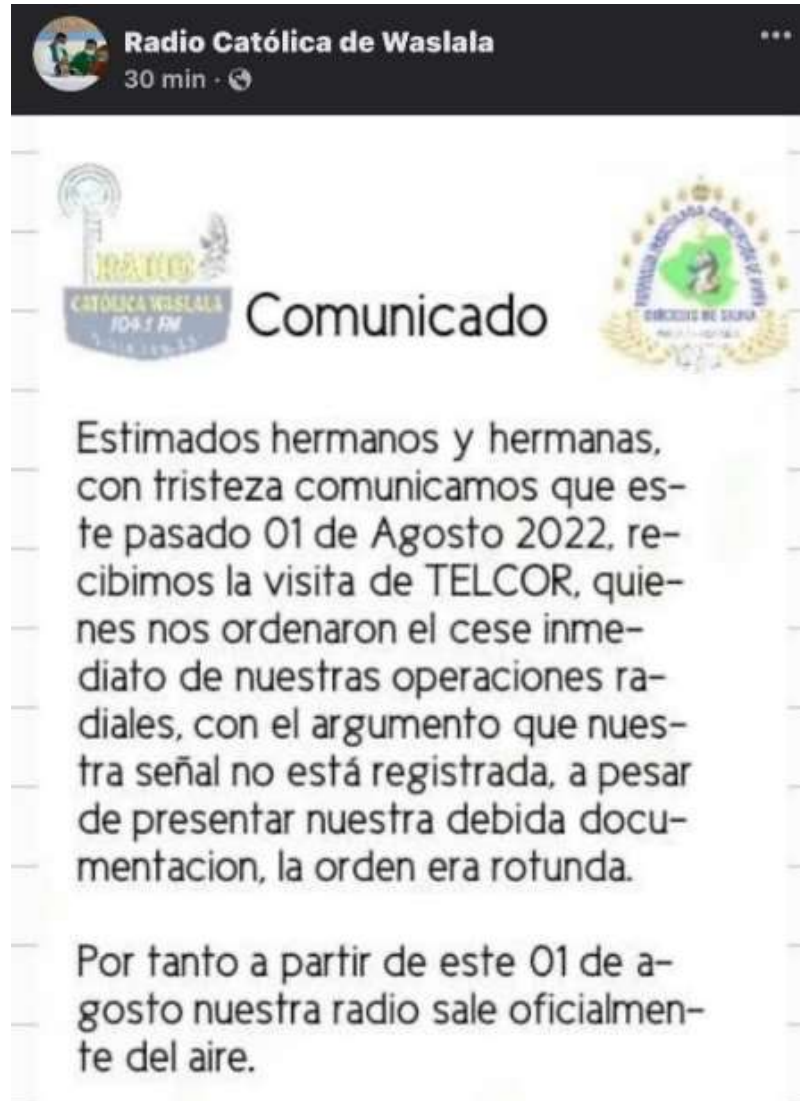 Radio Católica de Waslala
30 min ·
RADIO
CATÓLICA WASLALA
104.1 FM
Comunicado
DIÓCESIS DE SIUNA
Estimados hermanos y hermanas,
con tristeza comunicamos que es-
te pasado 01 de Agosto 2022, re-
cibimos la visita de TELCOR, quie-
nes nos ordenaron el cese inme-
diato de nuestras operaciones ra-
diales, con el argumento que nues-
tra señal no está registrada, a pesar
de presentar nuestra debida docu-
mentacion, la orden era rotunda.
Por tanto a partir de este 01 de a-
gosto nuestra radio sale oficialmen-
te del aire.